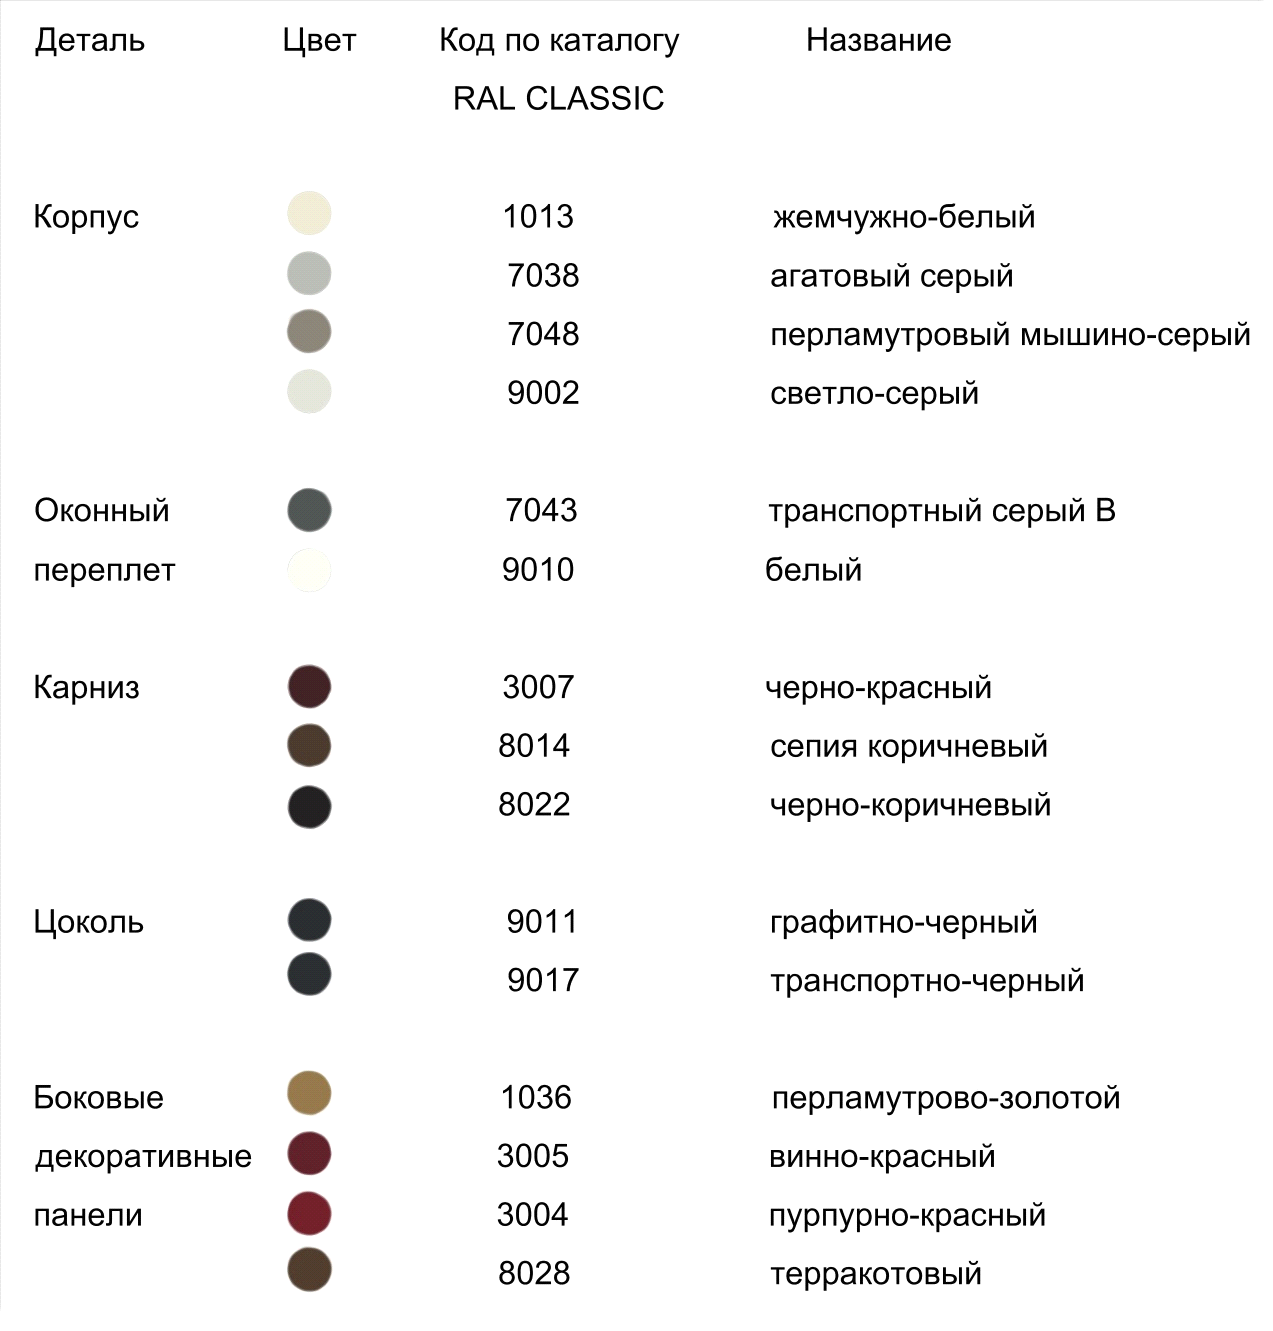 Деталь Цвет Код по каталогу Название
RAL CLASSIC
Корпус 1013 жемчужно-белый
7038 агатовый серый
7048 перламутровый мышино-серый
9002 светло-серый
Оконный 7043 транспортный серый В
переплет 9010 белый
Карниз 3007 черно-красный
8014 сепия коричневый
8022 черно-коричневый
Цоколь 9011 графитно-черный
9017 транспортно-черный
Боковые 1036 перламутрово-золотой
декоративные 3005 винно-красный
панели 3004 пурпурно-красный
8028 терракотовый